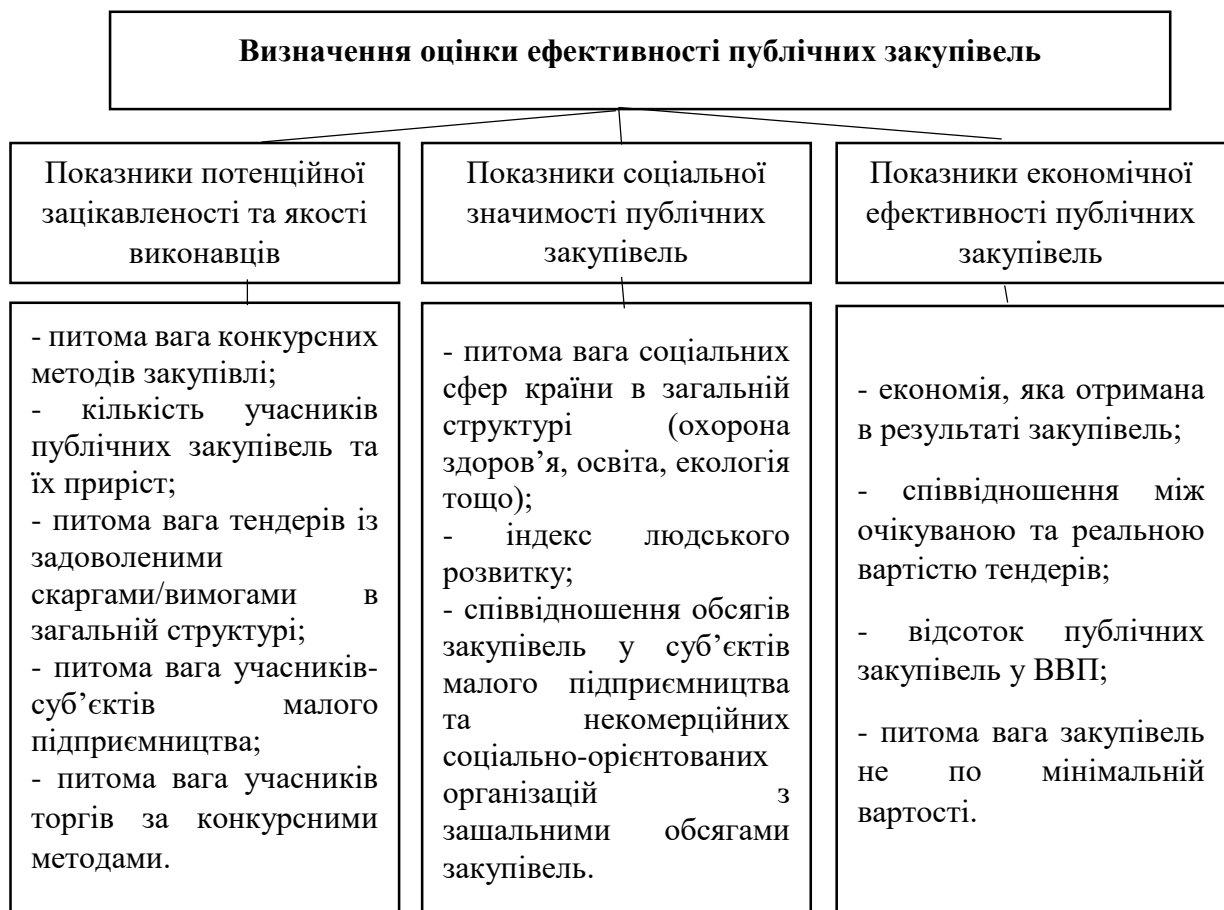 Визначення оцінки ефективності публічних закупівель
Показники потенційної
зацікавленості та якості
виконавців
Показники соціальної
значимості публічних
закупівель
Показники економічної
ефективності публічних
закупівель
- питома вага конкурсних
методів закупівлі;
- кількість учасників
публічних закупівель та
їх приріст;
- питома вага тендерів із
задоволеними
скаргами/вимогами в
загальній структурі;
- питома вага учасників-
суб’єктів малого
підприємництва;
- питома вага учасників
торгів за конкурсними
методами.
- питома вага соціальних
сфер країни в загальній
структурі (охорона
здоров’я, освіта, екологія
тощо);
- індекс людського
розвитку;
- співвідношення обсягів
закупівель у суб’єктів
малого підприємництва
та некомерційних
соціально-орієнтованих
організацій з
зашальними обсягами
закупівель.
- економія, яка отримана
в результаті закупівель;
- співвідношення між
очікуваною та реальною
вартістю тендерів;
- відсоток публічних
закупівель у ВВП;
- питома вага закупівель
не по мінімальній
вартості.